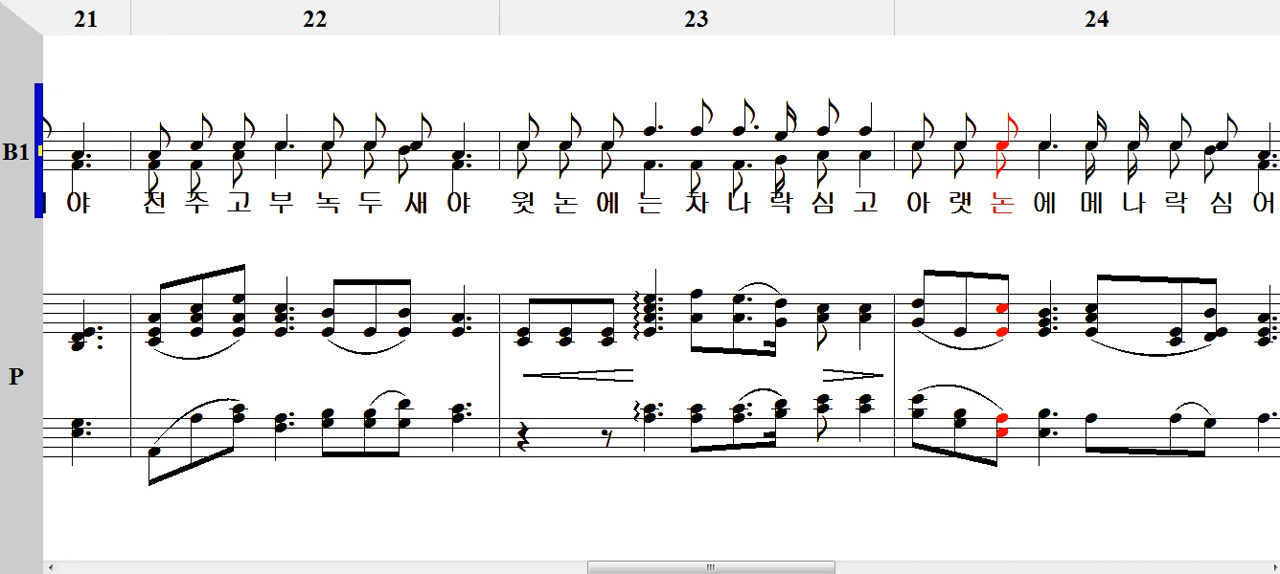 21 22 23 24
B1
야 전 주 고 부 녹 두 새 야 윗 논 에 는 차 나 락 심 고 아 랫 논 에 메 나 락 심 어
P